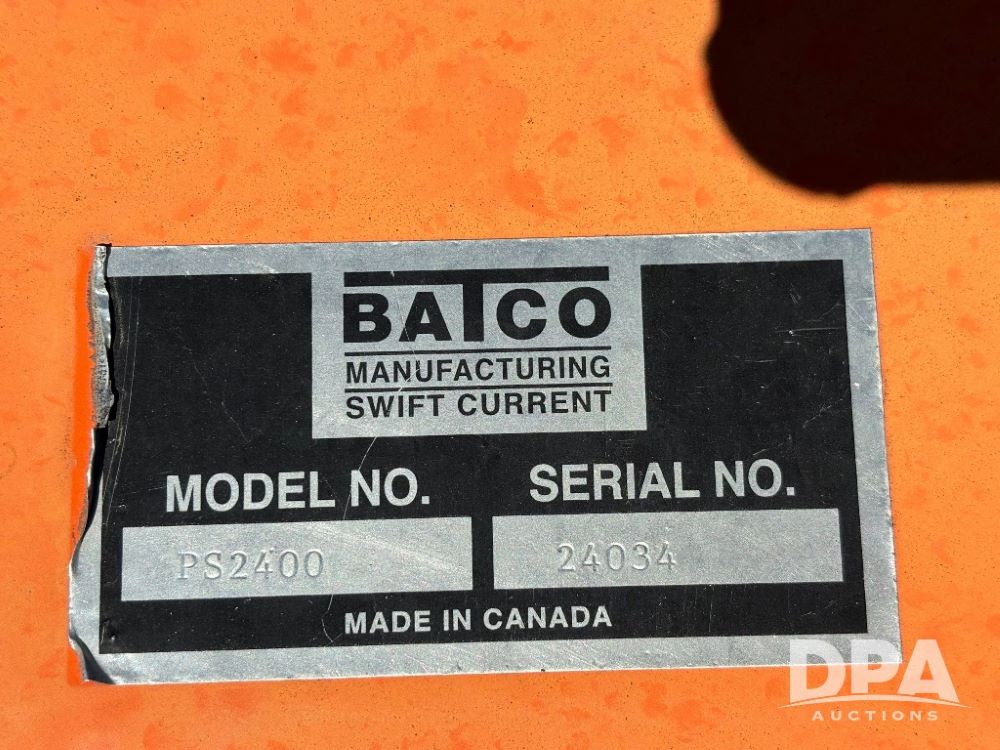 BATCO
MANUFACTURING
SWIFT CURRENT
MODEL NO. SERIAL NO.
PS2400 24034
MADE IN CANADA
DPA
AUCTIONS